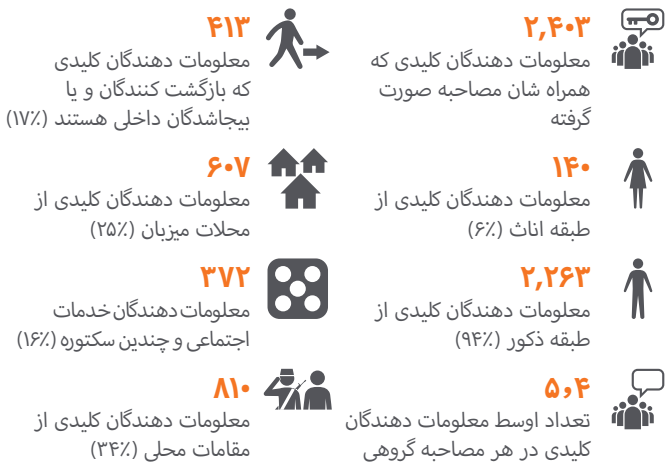 ۲,۴۰۳
معلومات دهندگان کلیدی که
همراه شان مصاحبه صورت
گرفته
۱۴۰
معلومات دهندگان کلیدی از
طبقه اناث (۶٪)
۲,۲۶۳
معلومات دهندگان کلیدی از
طبقه ذکور (۹۴٪)
۵٫۴
تعداد اوسط معلومات دهندگان
کلیدی در هر مصاحبه گروهی
۴۱۳
معلومات دهندگان کلیدی
که بازگشت کنندگان و یا
بیجاشدگان داخلی هستند (۱۷٪)
۶۰۷
معلومات دهندگان کلیدی از
محلات میزبان (۲۵٪)
۳۷۲
معلومات دهندگان خدمات
اجتماعی و چندین سکتوره (۱۶٪)
۸۱۰
معلومات دهندگان کلیدی از
مقامات محلی (۳۴٪)